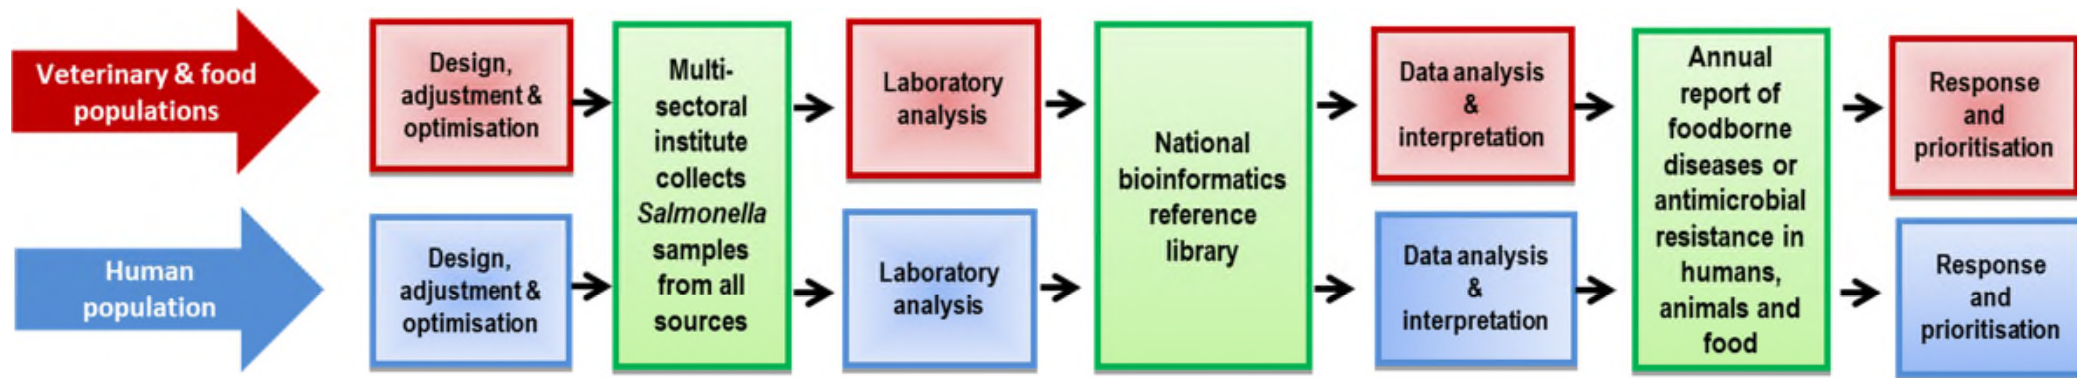 Veterinary & food
populations
Design,
adjustment &
optimisation
Multi-
sectoral
institute
collects
Salmonella
samples
from all
sources
Laboratory
analysis
National
bioinformatics
reference
library
Data analysis
&
interpretation
Annual
report of
foodborne
diseases or
antimicrobial
resistance in
humans,
animals and
food
Response
and
prioritisation
Human
population
Design,
adjustment &
optimisation
Laboratory
analysis
Data analysis
&
interpretation
Response
and
prioritisation